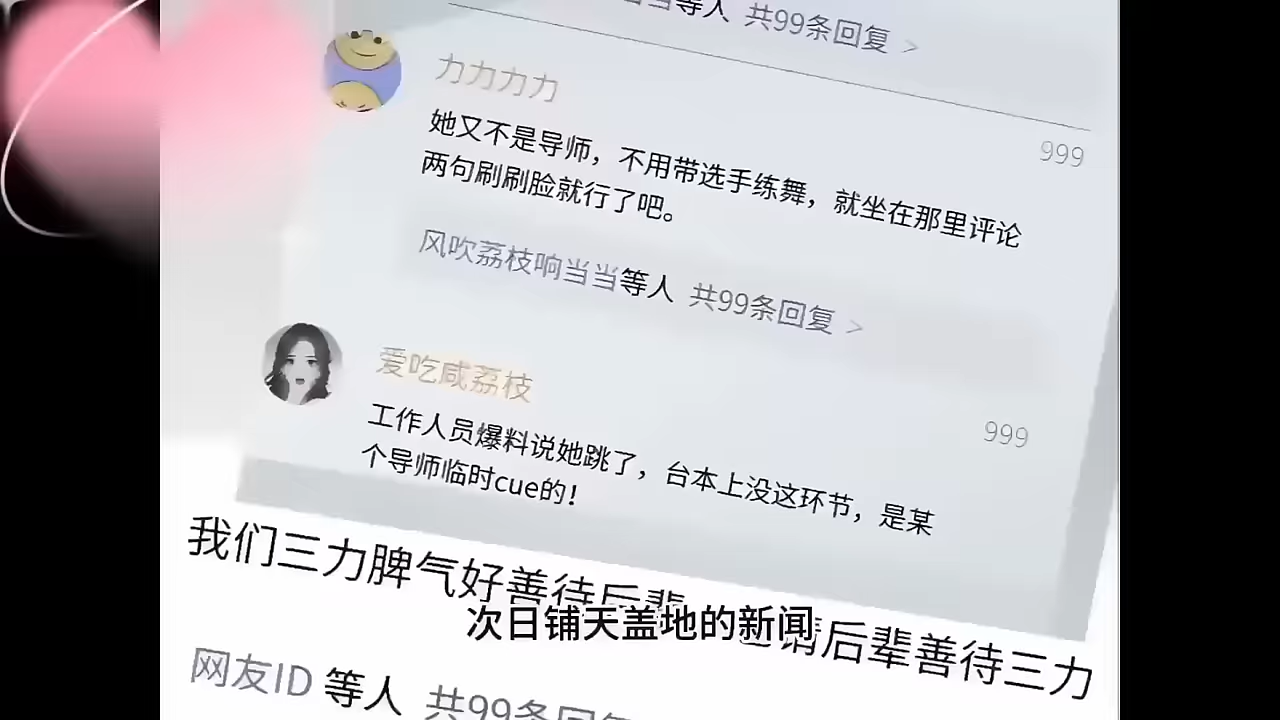 等人 共99条回复 >
力力力力
999
她又不是导师，不用带选手练舞，就坐在那里评论
两句刷刷脸就行了吧。
风吹荔枝响当当等人 共99条回复 >
爱吃咸荔枝
999
工作人员爆料说她跳了，台本上没这环节，是某
个导师临时cue的！
我们三力脾气好善待后辈 请后辈善待三力
次日铺天盖地的新闻
网友ID 等人 共99条回复